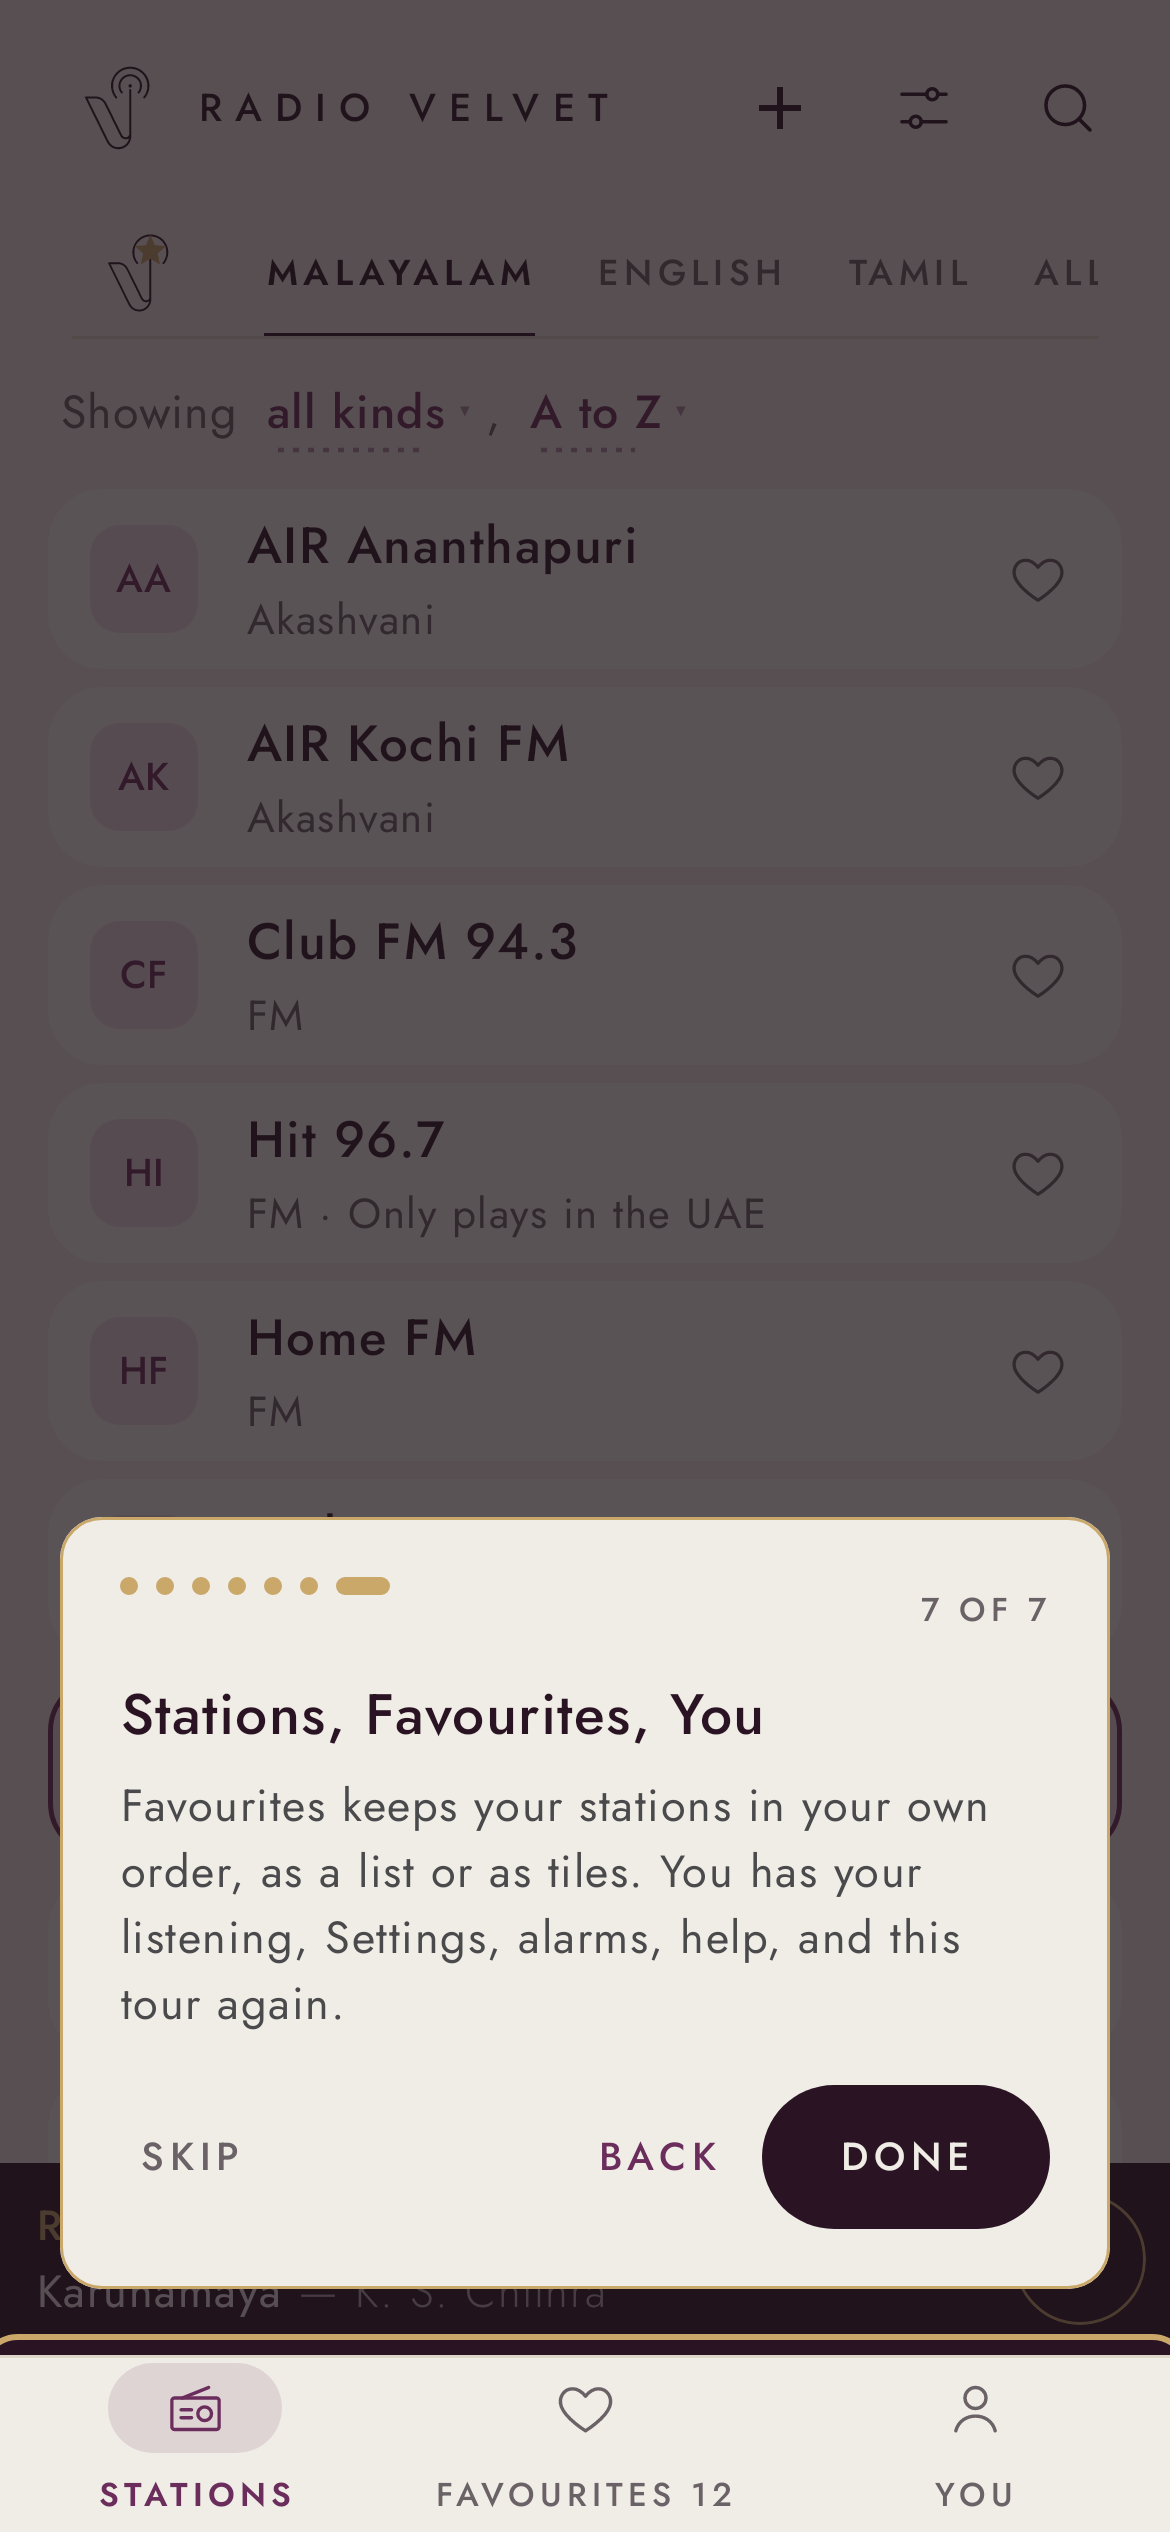 RADIO VELVET
MALAYALAM ENGLISH TAMIL ALL
Showing all kinds ▾ , A to Z ▾
AA
AIR Ananthapuri
Akashvani
AK
AIR Kochi FM
Akashvani
CF
Club FM 94.3
FM
HI
Hit 96.7
FM · Only plays in the UAE
HF
Home FM
FM
7 OF 7
Stations, Favourites, You
Favourites keeps your stations in your own
order, as a list or as tiles. You has your
listening, Settings, alarms, help, and this
tour again.
SKIP BACK DONE
Karunamaya — K. S. Chithra
STATIONS FAVOURITES 12 YOU